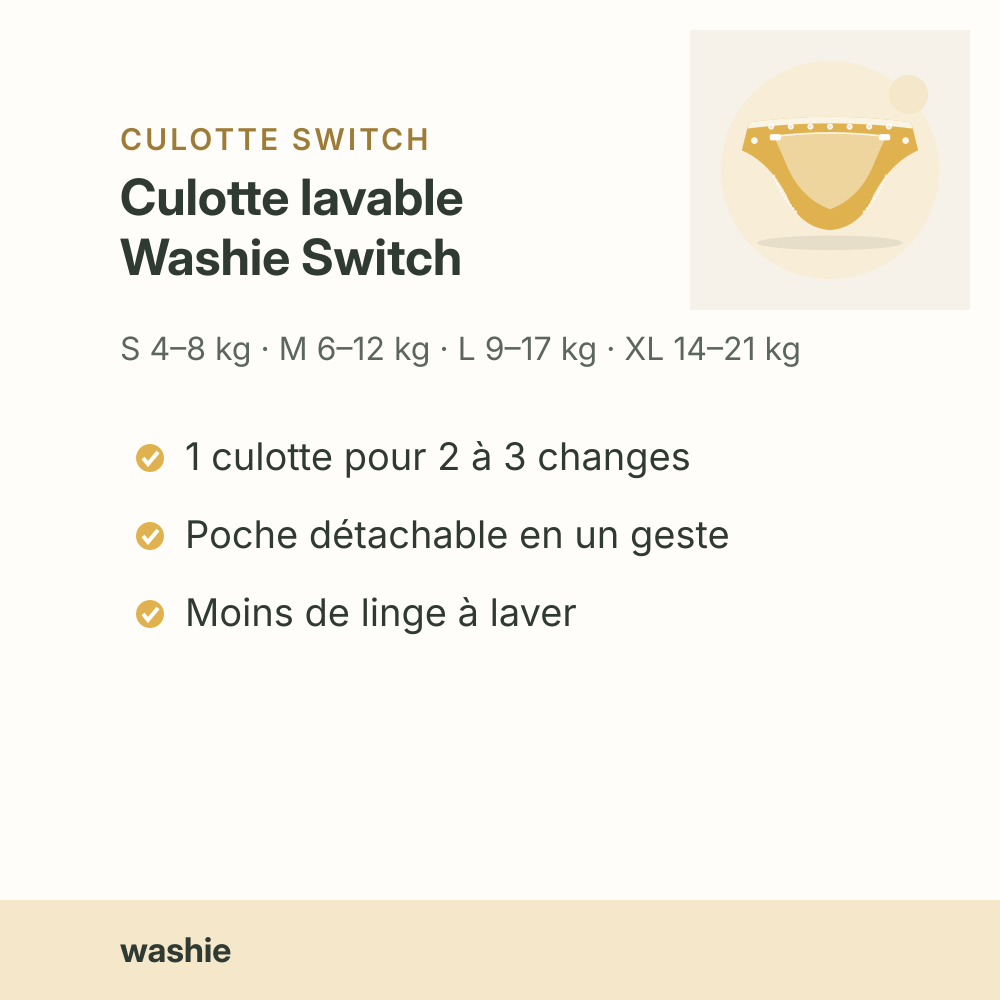 CULOTTE SWITCH
Culotte lavable
Washie Switch
S 4–8 kg · M 6–12 kg · L 9–17 kg · XL 14–21 kg
1 culotte pour 2 à 3 changes
Poche détachable en un geste
Moins de linge à laver
washie